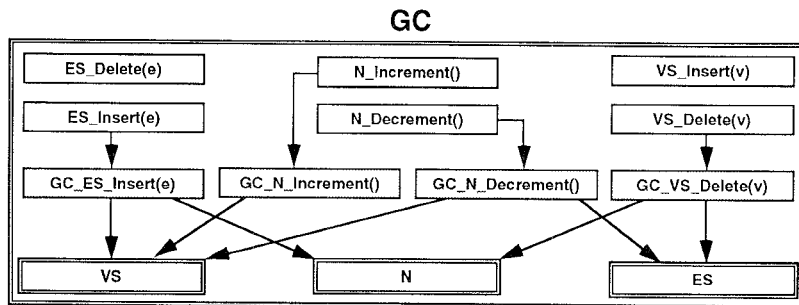 GC
ES_Delete(e)
N_Increment()
VS_Insert(v)
ES_Insert(e)
N_Decrement()
VS_Delete(v)
GC_ES_Insert(e)
GC_N_Increment()
GC_N_Decrement()
GC_VS_Delete(v)
VS
N
ES